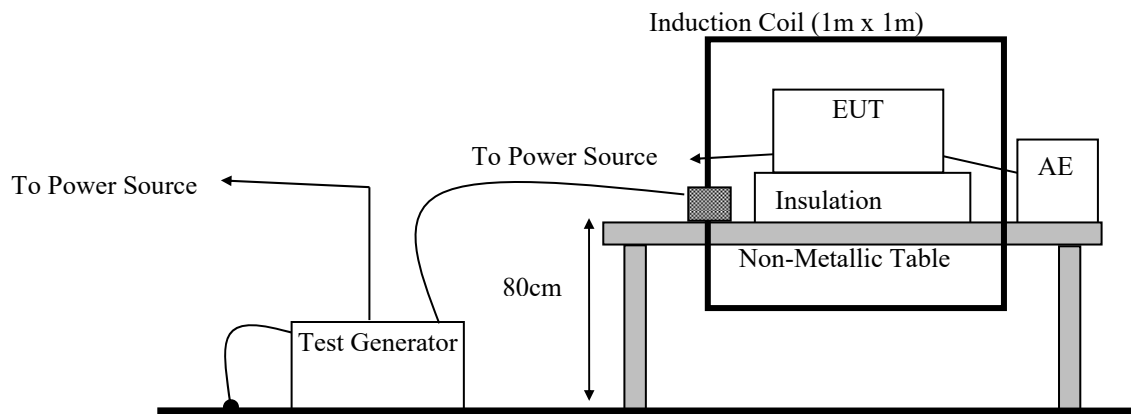 Induction Coil (1m x 1m)
EUT
To Power Source
AE
To Power Source
Insulation
Non-Metallic Table
80cm
Test Generator